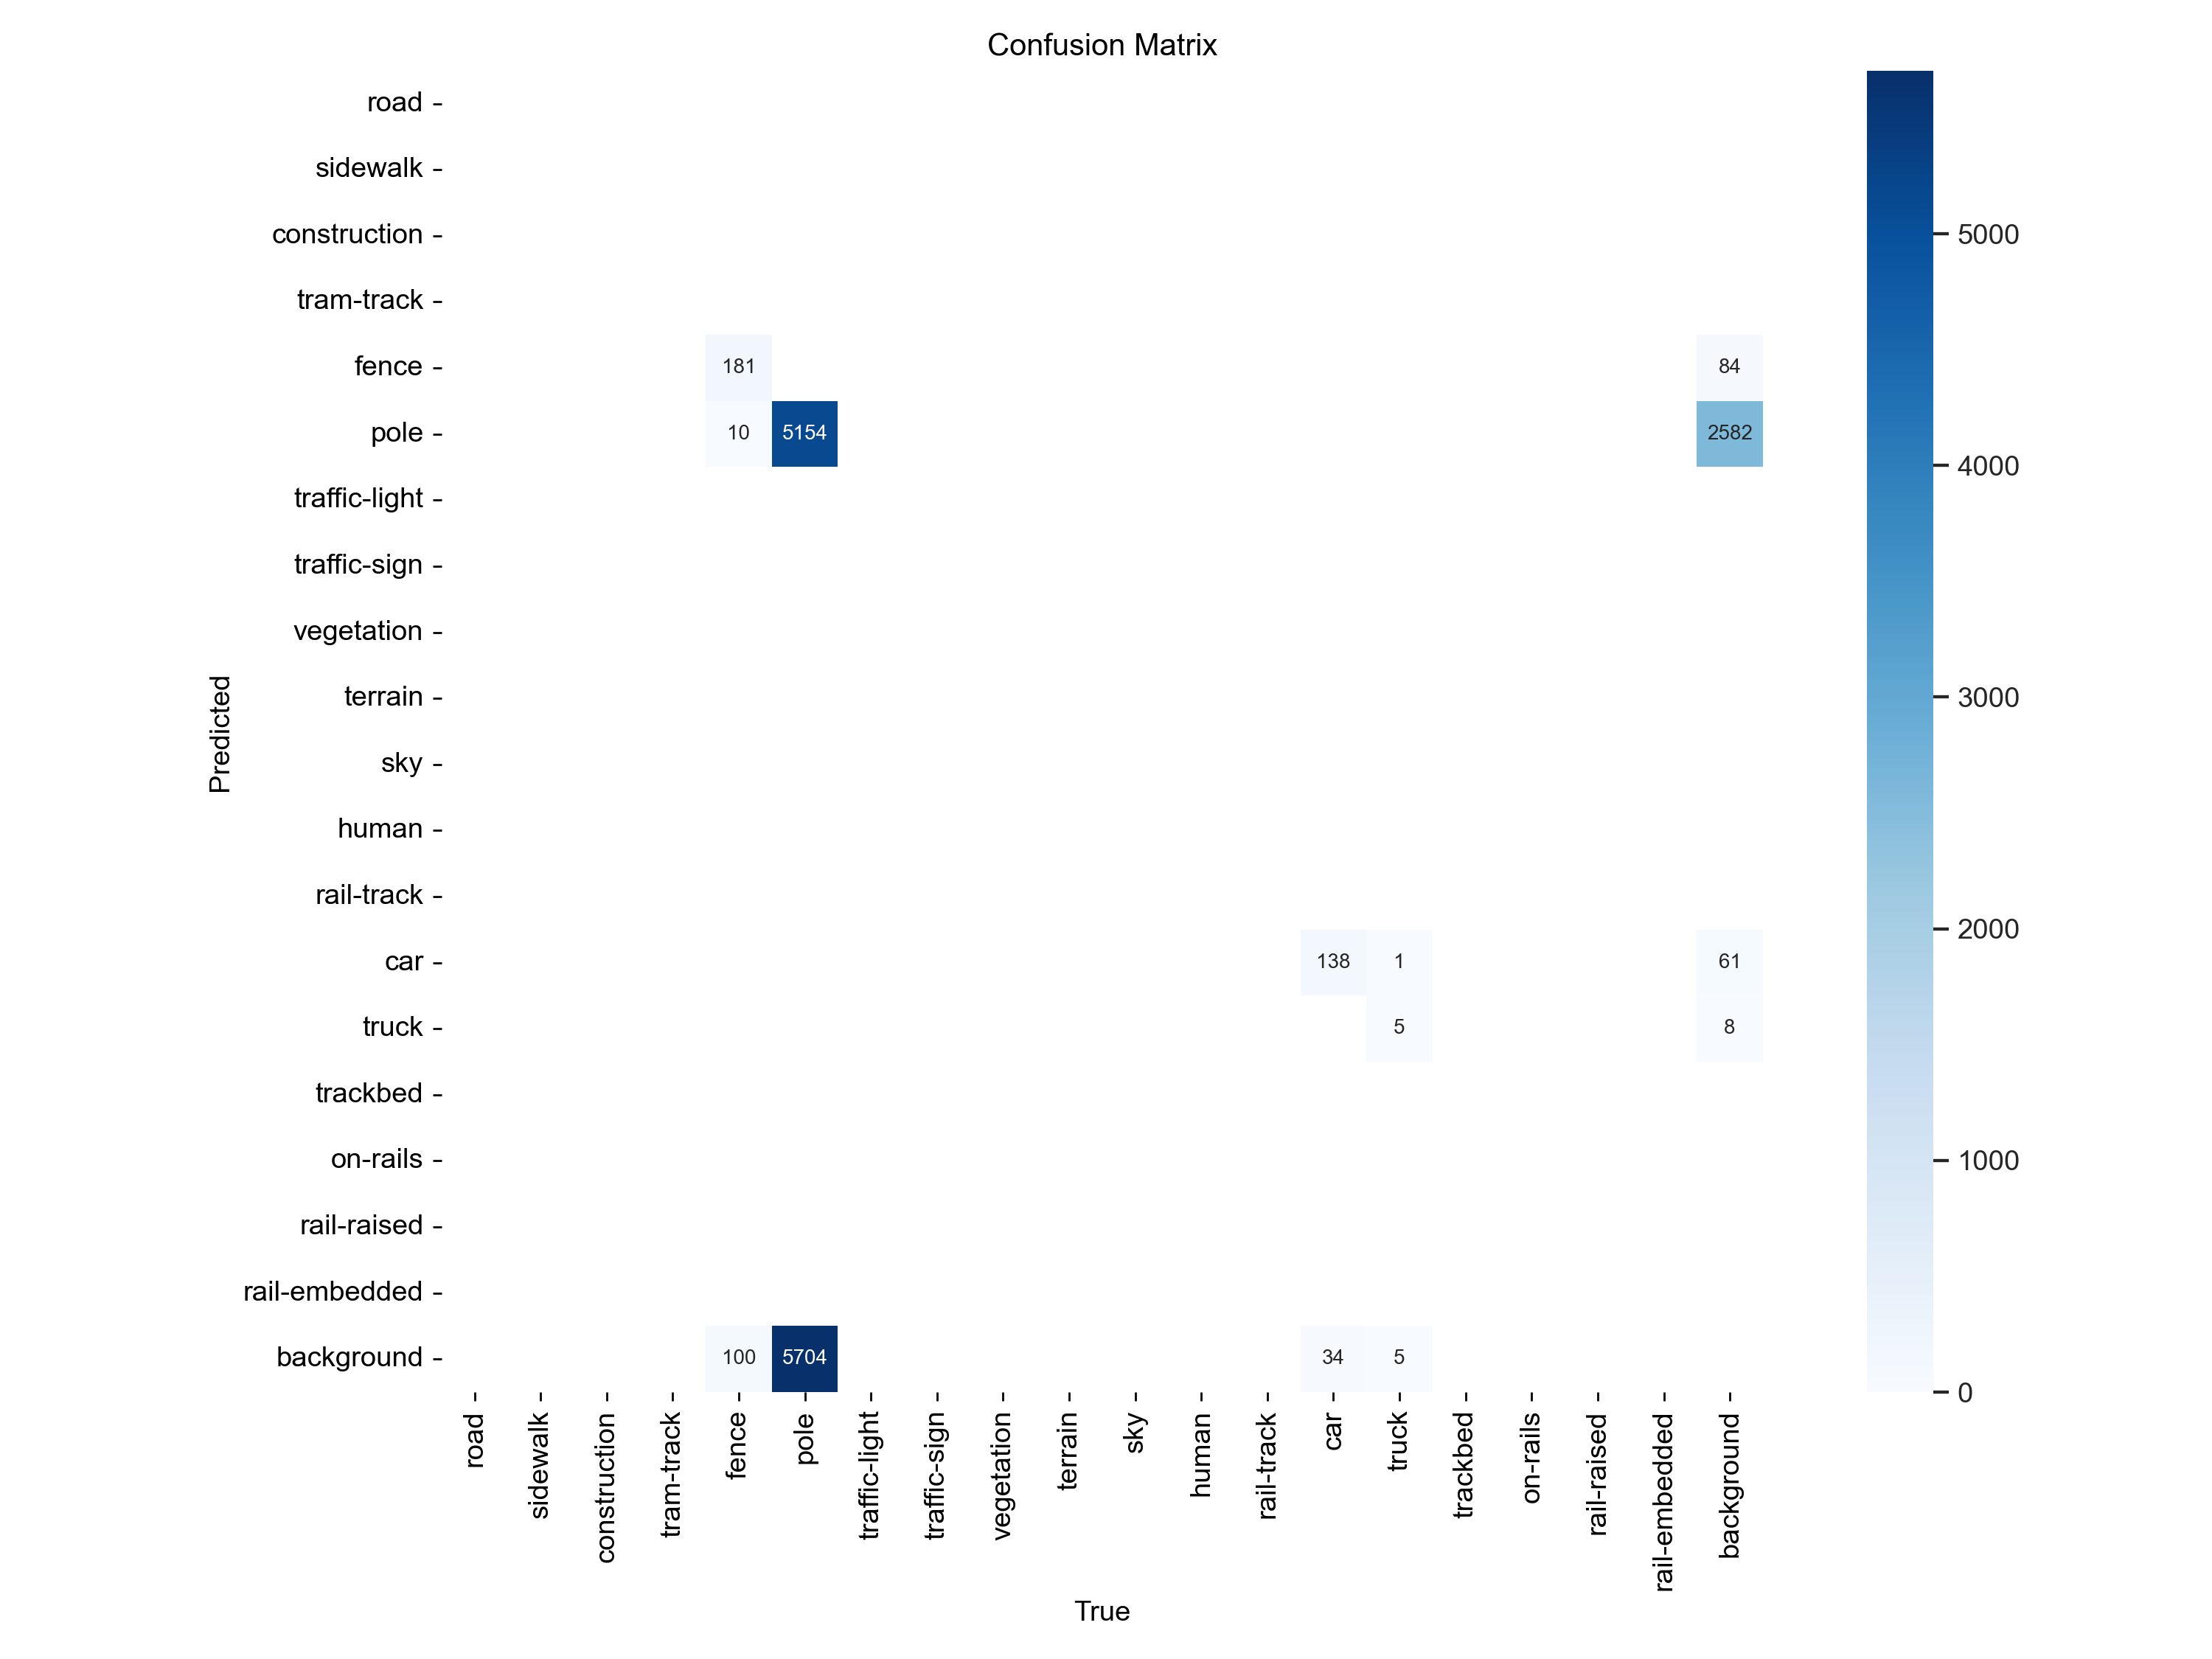 Confusion Matrix
road
sidewalk
construction
tram-track
fence 181 84
pole 10 5154 2582
traffic-light
traffic-sign
vegetation
terrain
sky
human
rail-track
car 138 1 61
truck 5 8
trackbed
on-rails
rail-raised
rail-embedded
background 100 5704 34 5
Predicted
road sidewalk construction tram-track fence pole traffic-light traffic-sign vegetation terrain sky human rail-track car truck trackbed on-rails rail-raised rail-embedded background
True
5000
4000
3000
2000
1000
0